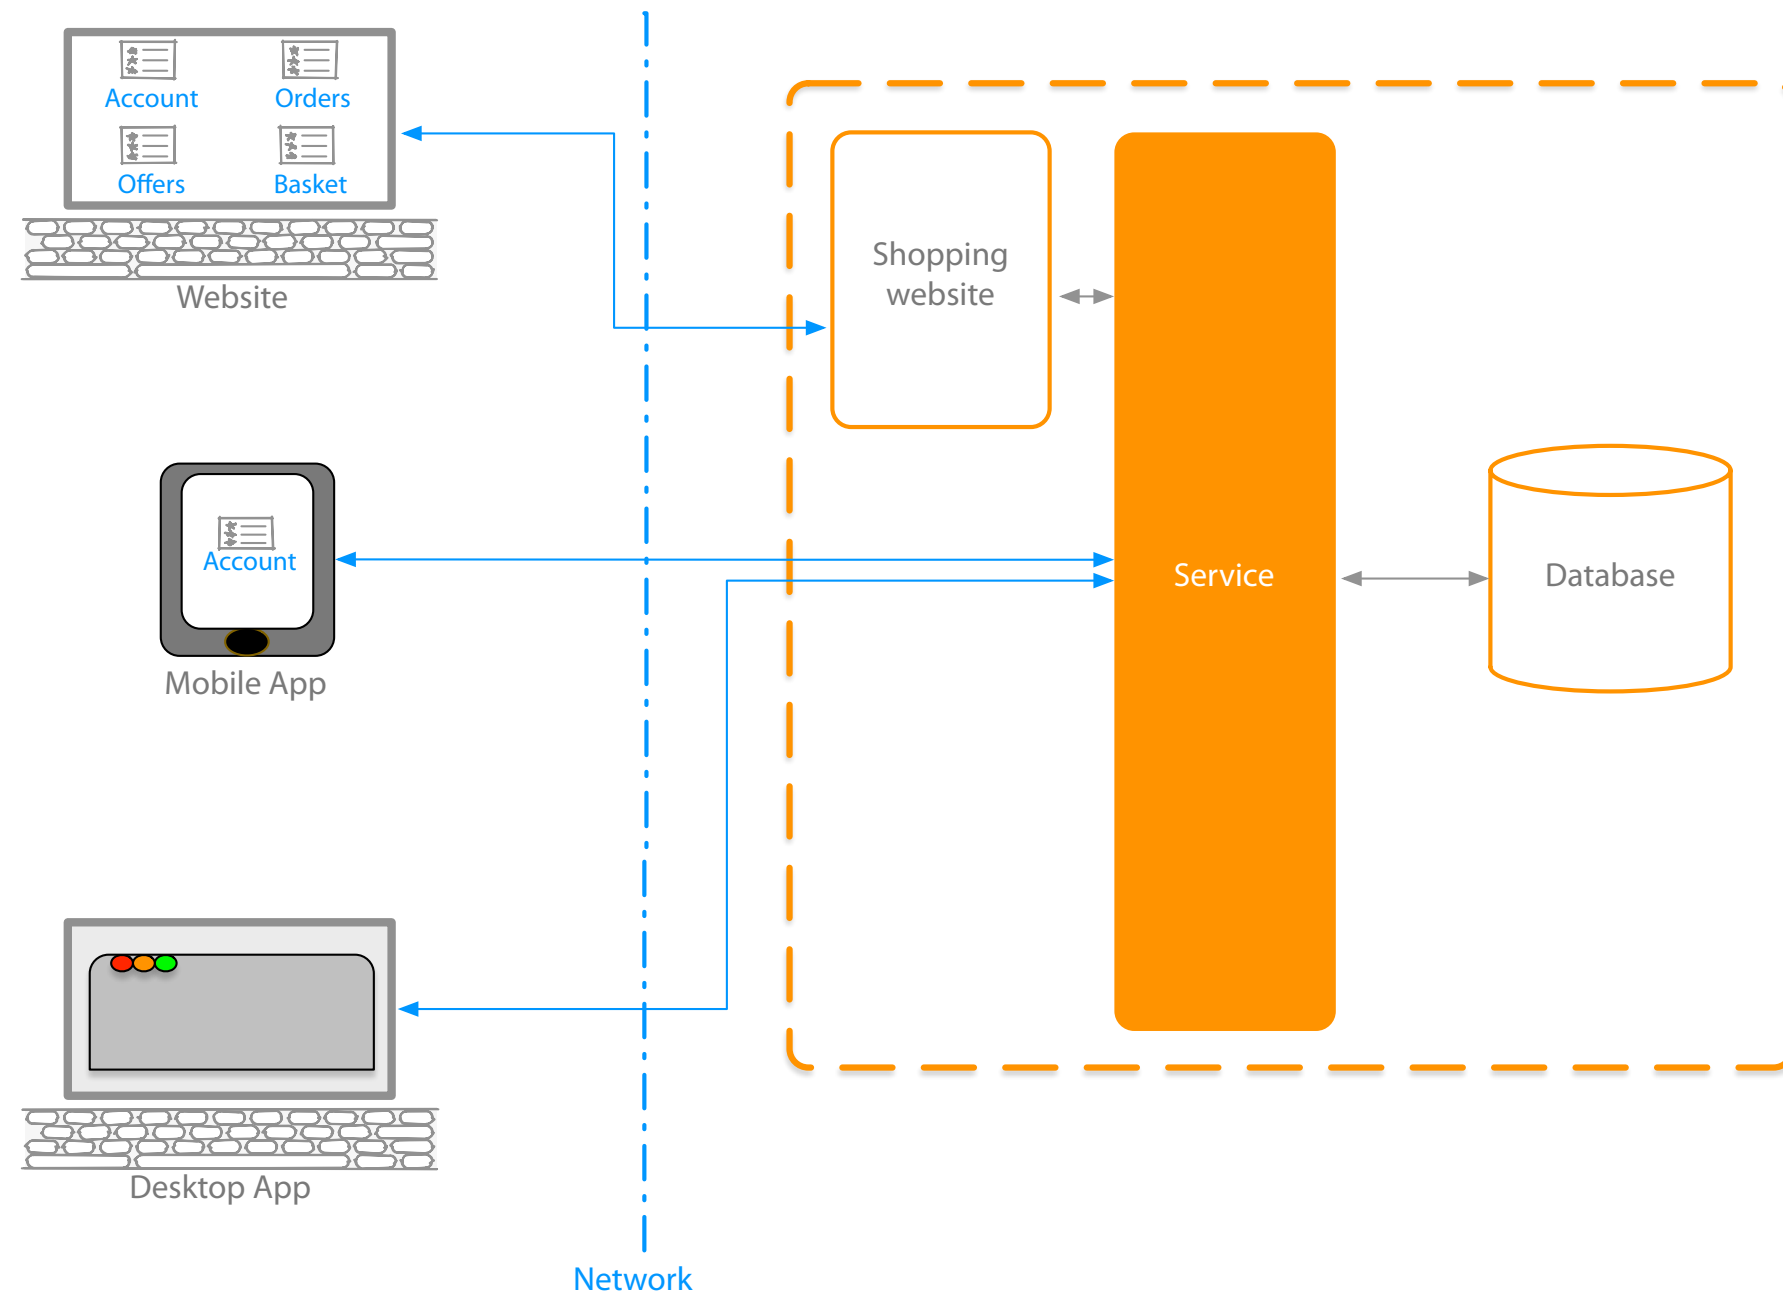 Account
Orders
Offers
Basket
Website
Shopping
website
Account
Mobile App
Service
Database
Desktop App
Network